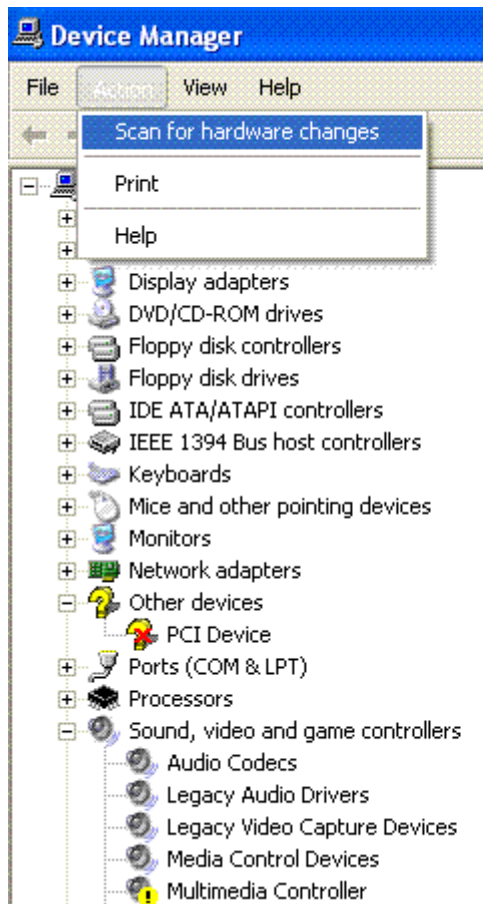 Device Manager
File Action View Help
Scan for hardware changes
Print
Help
Display adapters
DVD/CD-ROM drives
Floppy disk controllers
Floppy disk drives
IDE ATA/ATAPI controllers
IEEE 1394 Bus host controllers
Keyboards
Mice and other pointing devices
Monitors
Network adapters
Other devices
PCI Device
Ports (COM & LPT)
Processors
Sound, video and game controllers
Audio Codecs
Legacy Audio Drivers
Legacy Video Capture Devices
Media Control Devices
Multimedia Controller